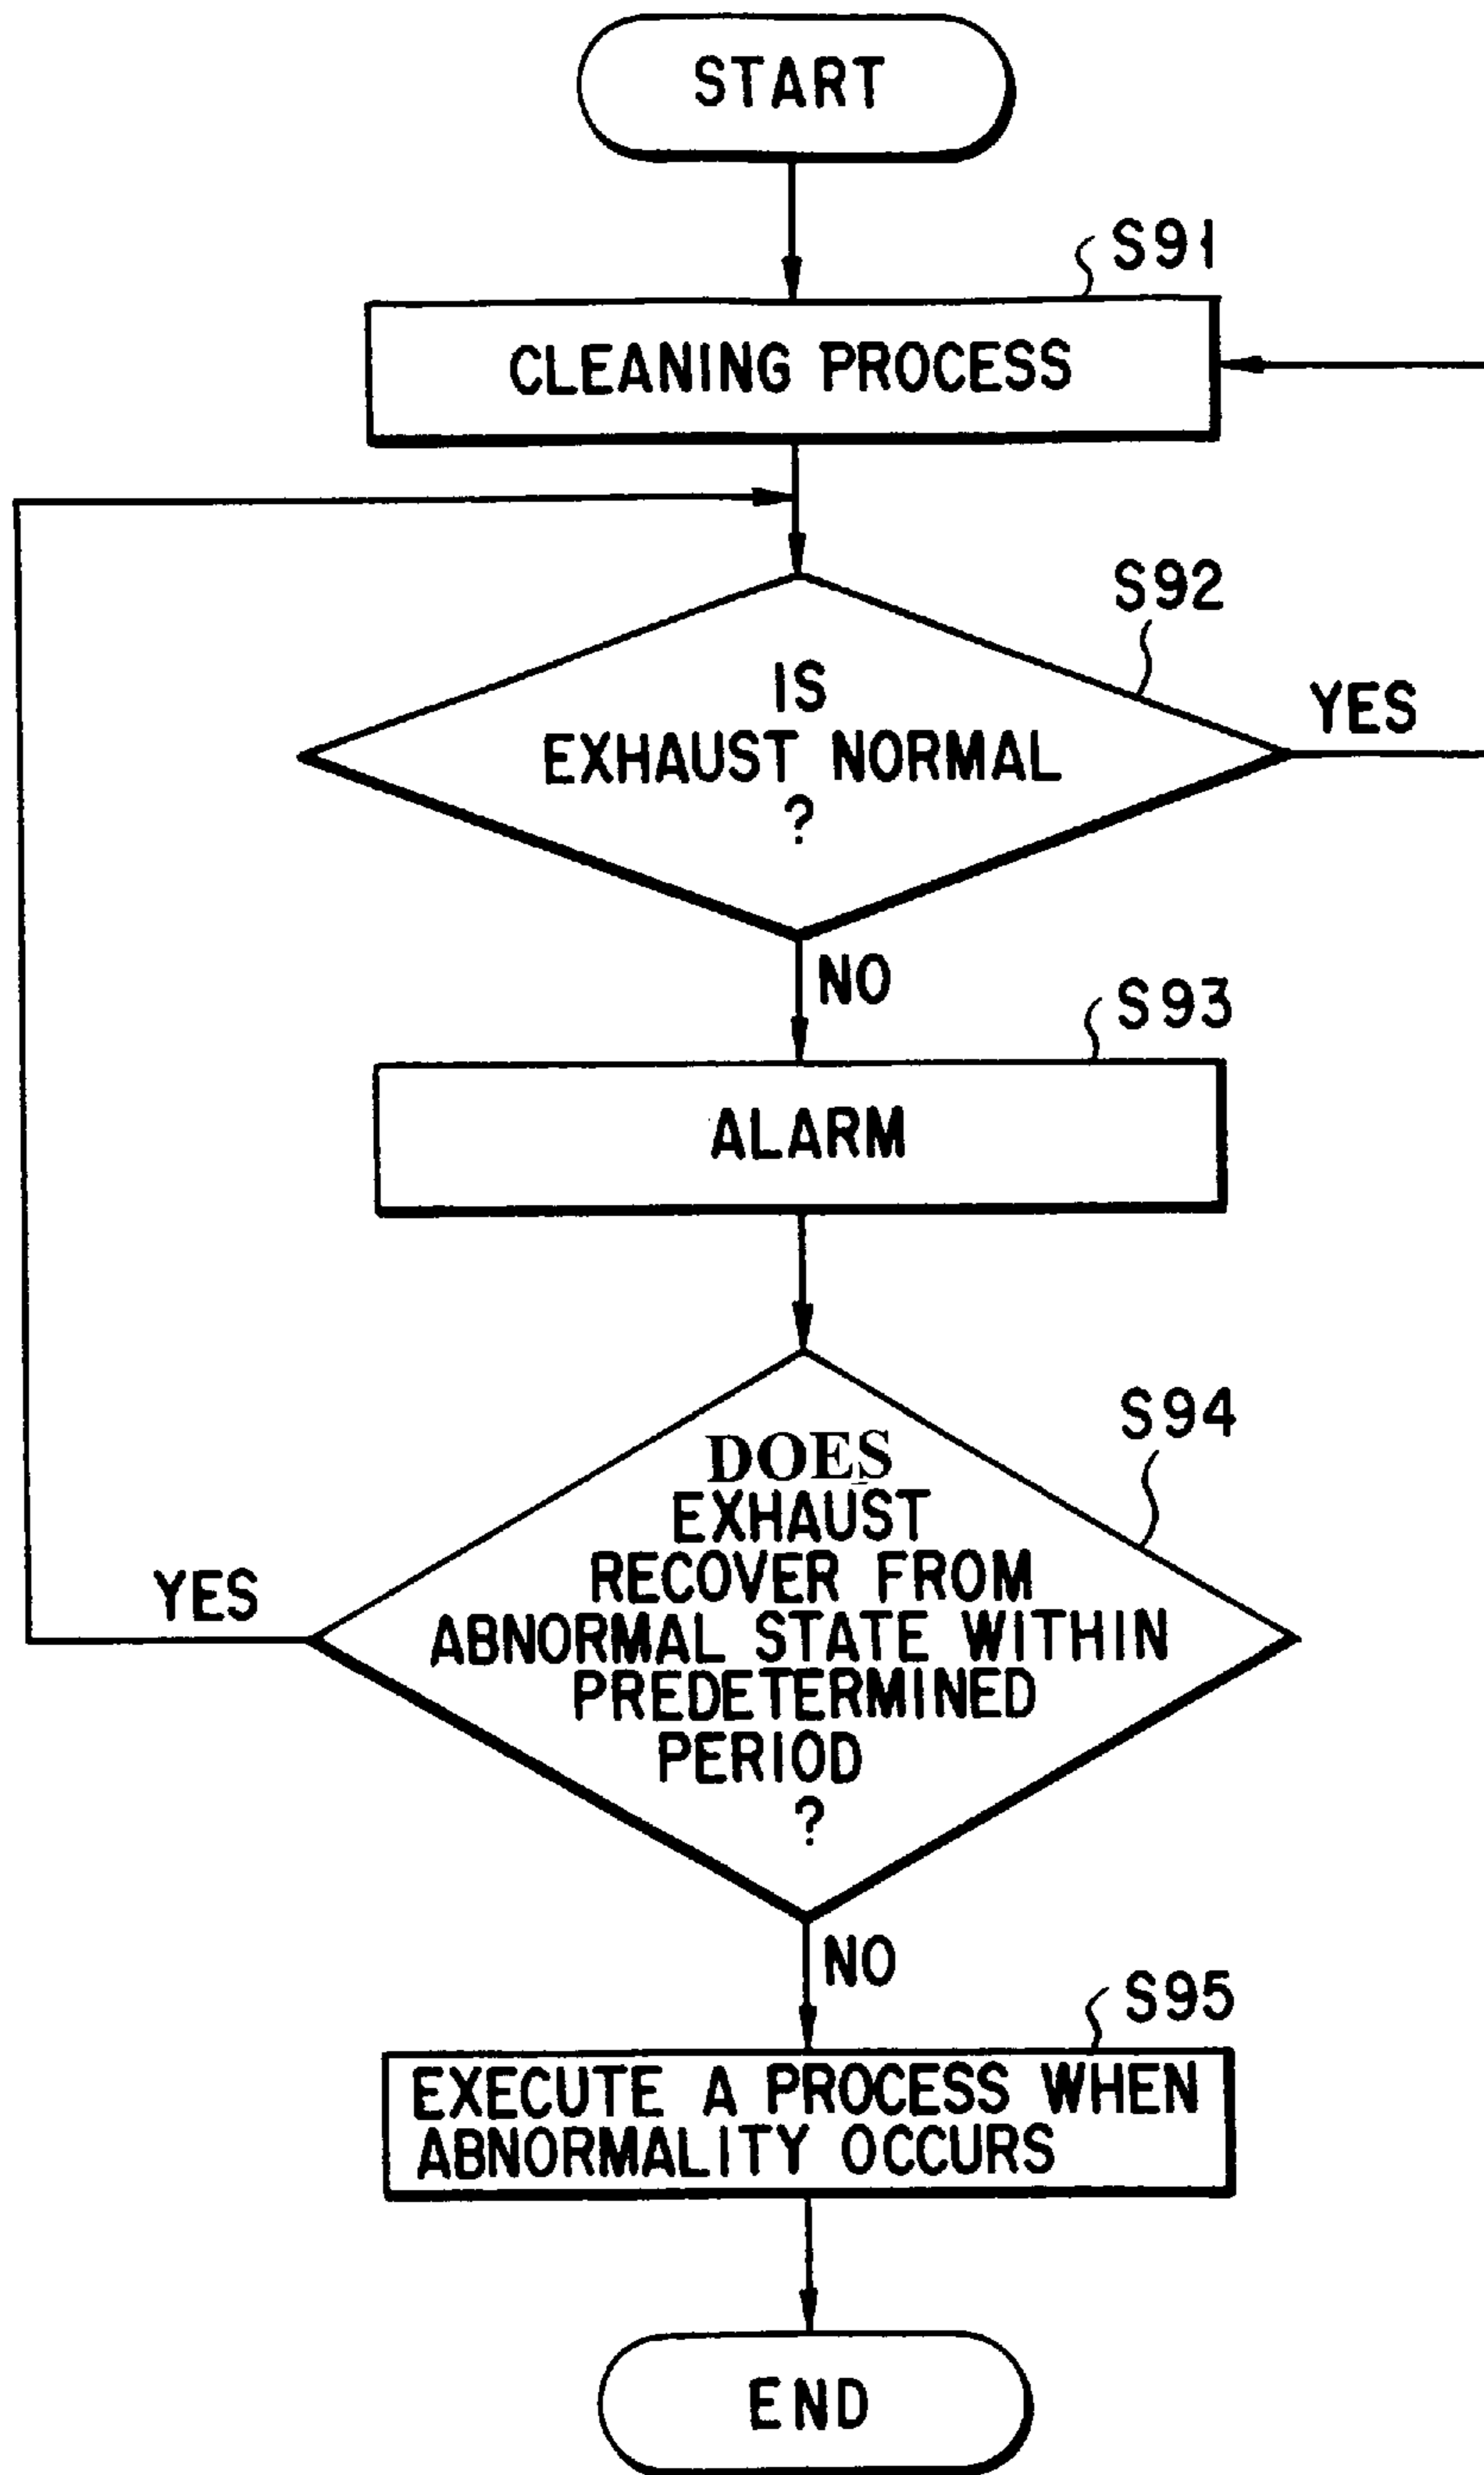 START
S91
CLEANING PROCESS
S92
IS
EXHAUST NORMAL
?
YES
NO
S93
ALARM
S94
DOES
EXHAUST
RECOVER FROM
ABNORMAL STATE WITHIN
PREDETERMINED
PERIOD
?
YES
NO
S95
EXECUTE A PROCESS WHEN
ABNORMALITY OCCURS
END